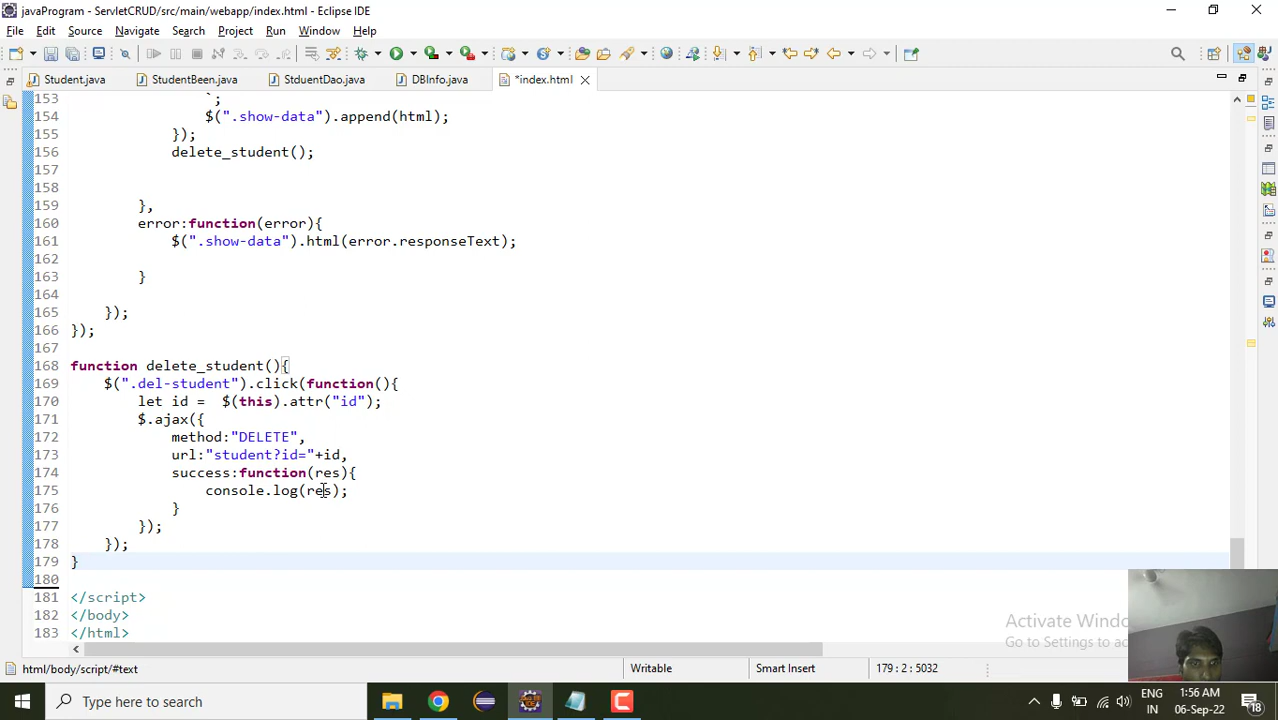 javaProgram - ServletCRUD/src/main/webapp/index.html - Eclipse IDE
File Edit Source Navigate Search Project Run Window Help
Student.java StudentBeen.java StduentDao.java DBInfo.java *index.html
153 `;
154 $(".show-data").append(html);
155 });
156 delete_student();
157
158
159 },
160 error:function(error){
161 $(".show-data").html(error.responseText);
162
163 }
164
165 });
166 });
167
168 function delete_student(){
169 $(".del-student").click(function(){
170 let id = $(this).attr("id");
171 $.ajax({
172 method:"DELETE",
173 url:"student?id="+id,
174 success:function(res){
175 console.log(res);
176 }
177 });
178 });
179 }
180
181 </script>
182 </body>
183 </html>
Activate Windo
Go to Settings to ac
html/body/script/#text Writable Smart Insert 179 : 2 : 5032
Type here to search
ENG 1:56 AM
IN 06-Sep-22 18